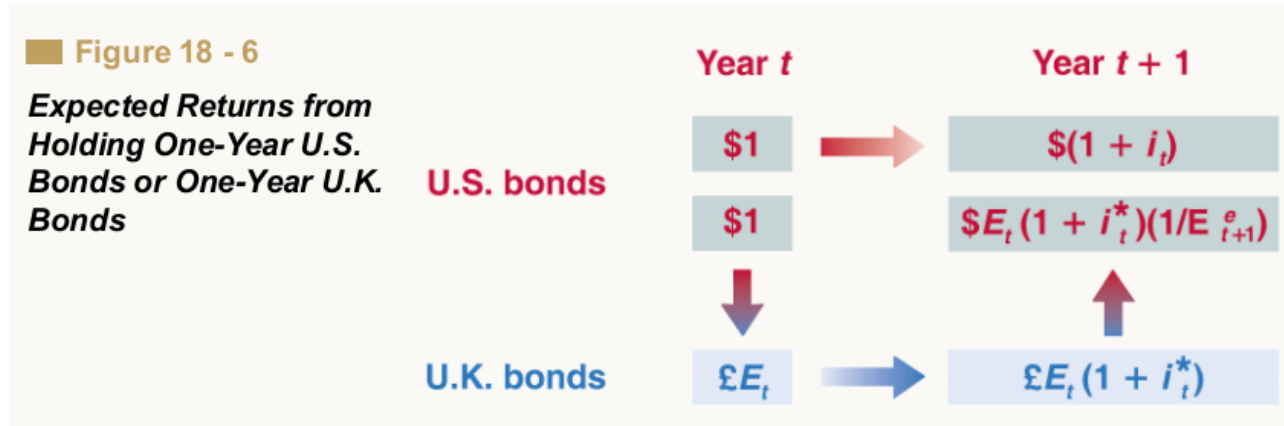 Figure 18 - 6
Expected Returns from
Holding One-Year U.S.
Bonds or One-Year U.K.
Bonds
Year t
Year t + 1
U.S. bonds
$1
$(1 + i_t)
$1
$E_t (1 + i*_t)(1/E^e_{t+1})
U.K. bonds
£E_t
£E_t (1 + i*_t)